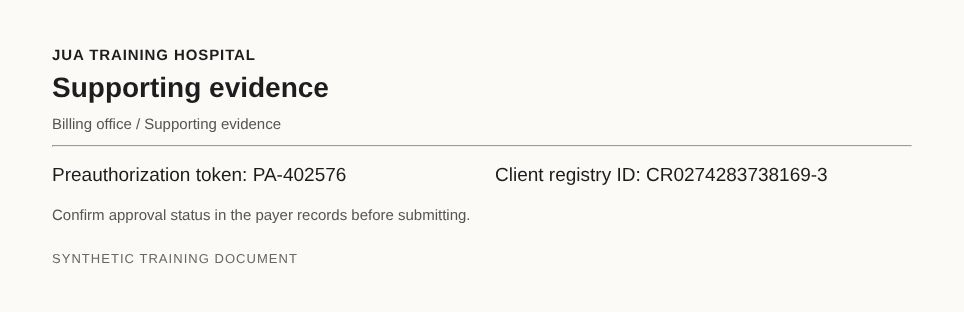 JUA TRAINING HOSPITAL
Supporting evidence
Billing office / Supporting evidence
Preauthorization token: PA-402576 Client registry ID: CR0274283738169-3
Confirm approval status in the payer records before submitting.
SYNTHETIC TRAINING DOCUMENT